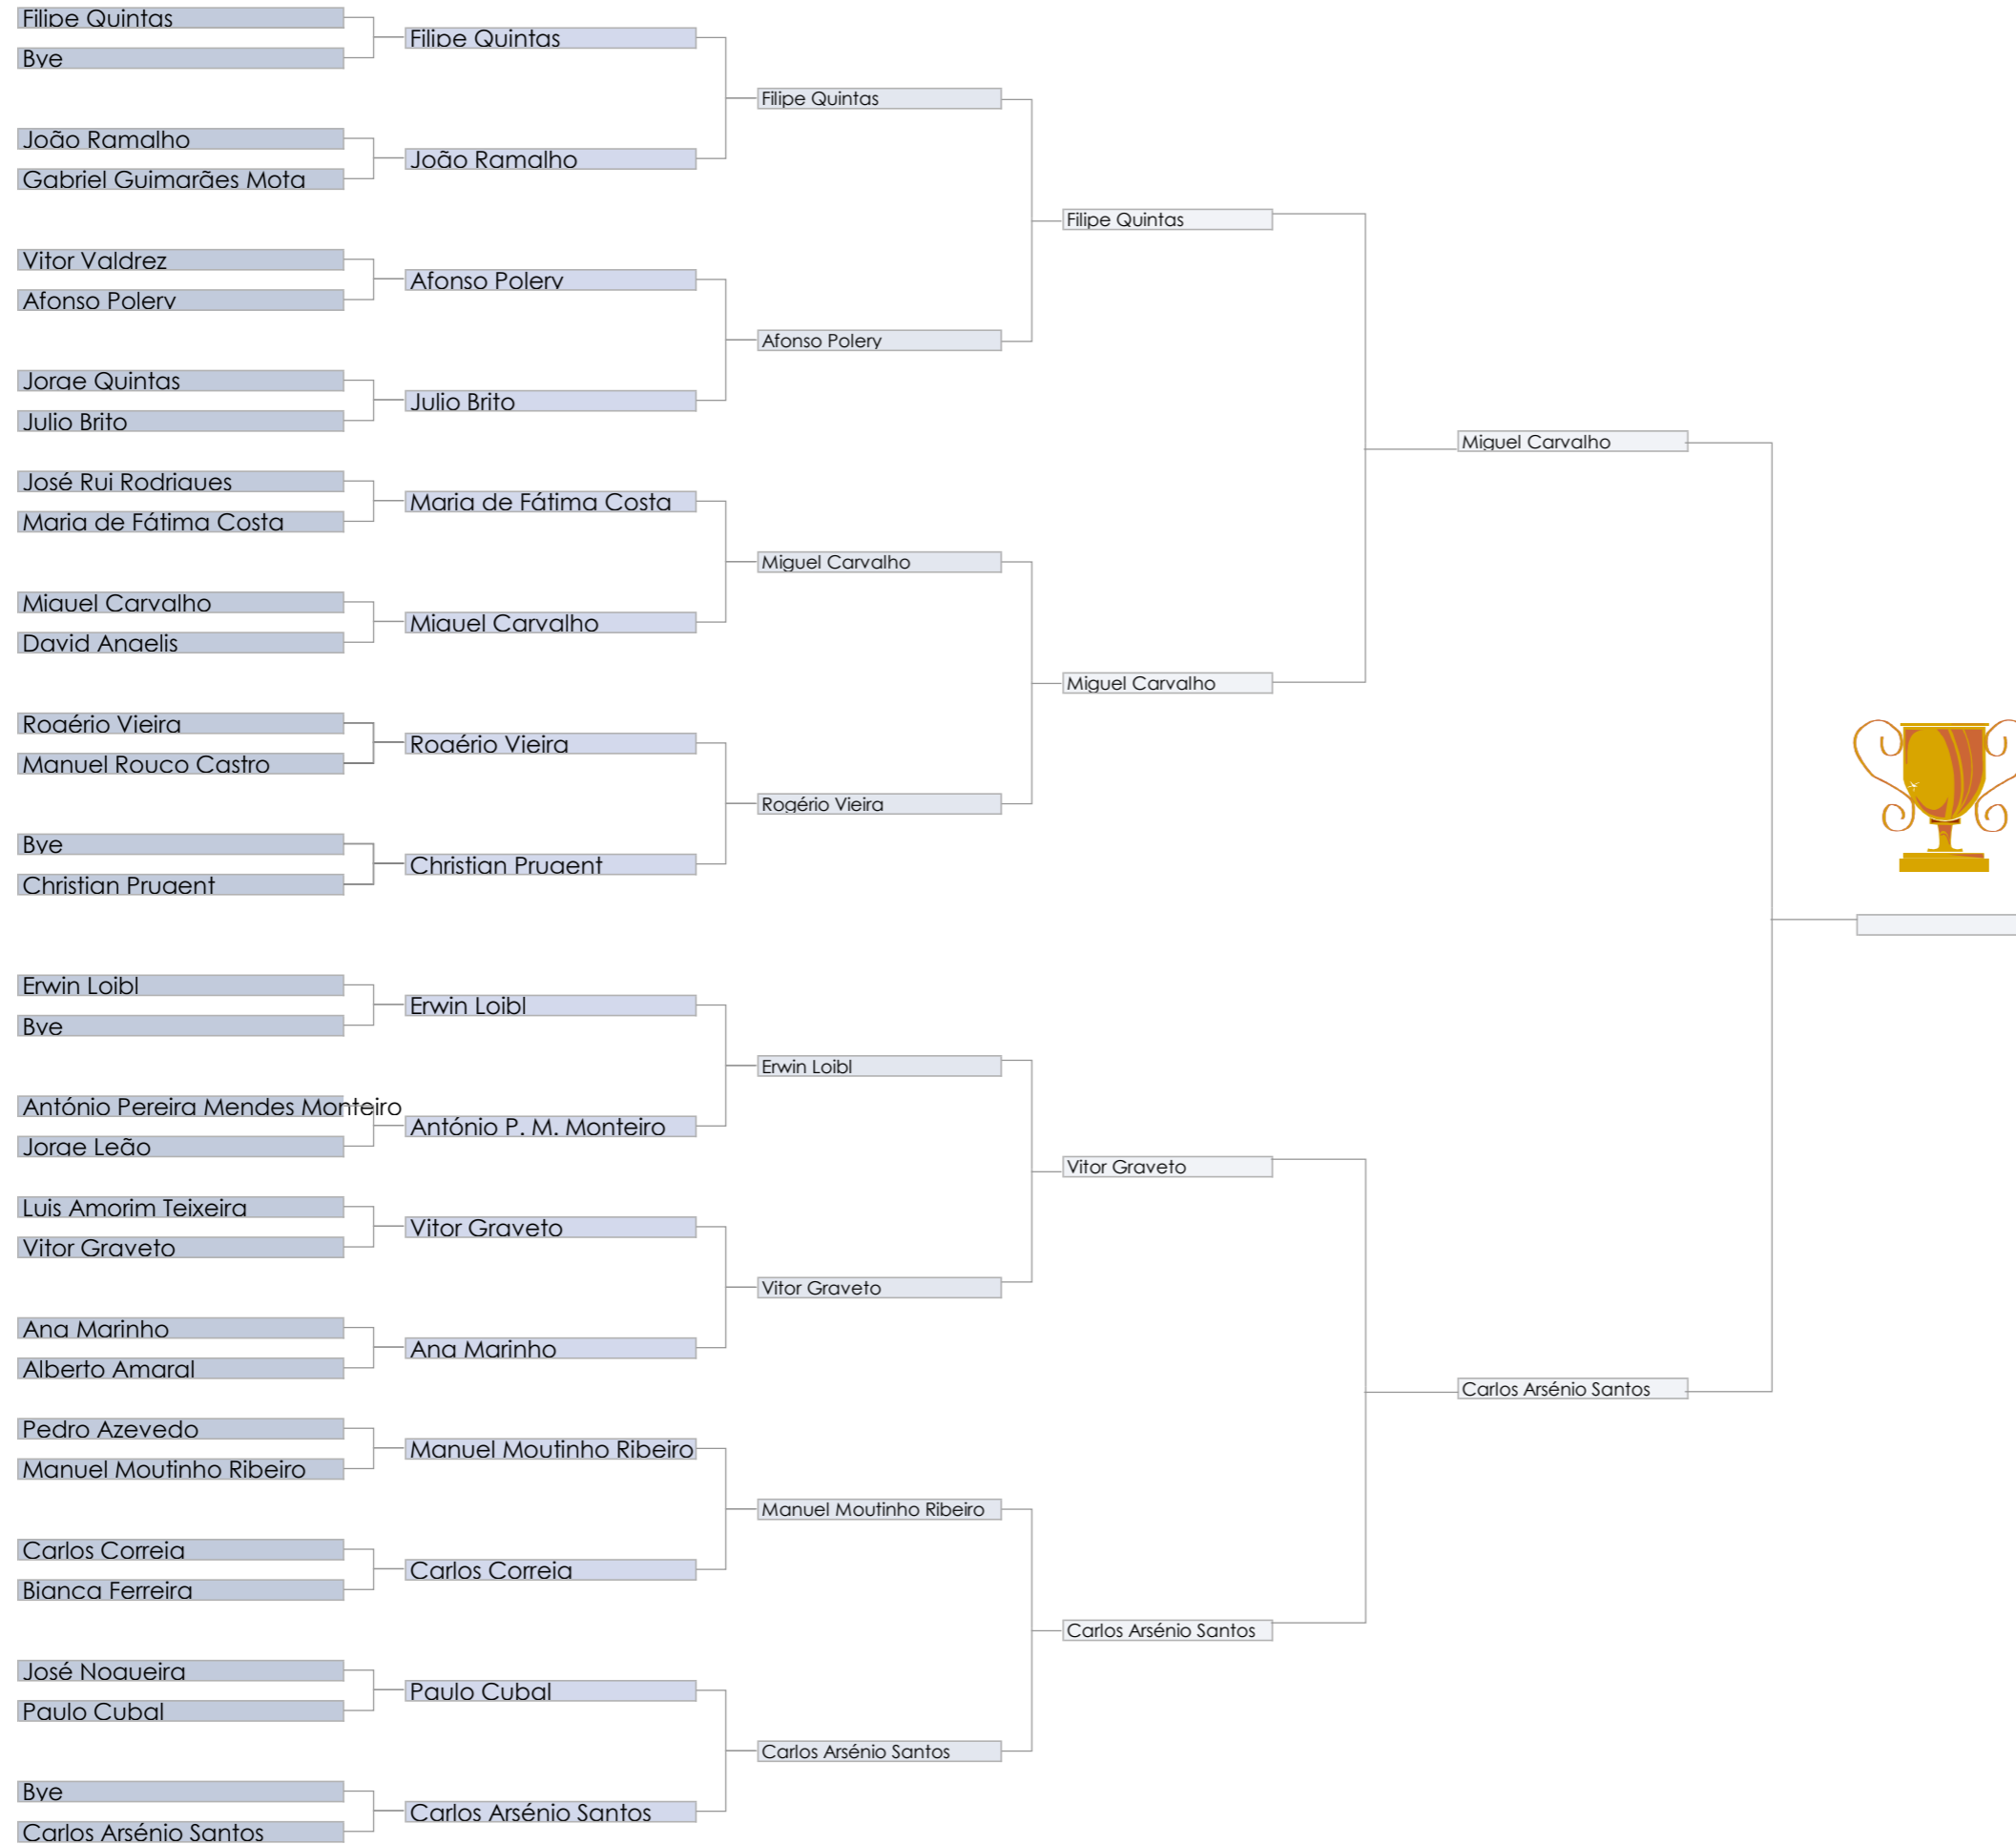 Filipe Quintas
Bye
João Ramalho
Gabriel Guimarães Mota
Vitor Valdrez
Afonso Polery
Jorge Quintas
Julio Brito
José Rui Rodrigues
Maria de Fátima Costa
Miguel Carvalho
David Angelis
Rogério Vieira
Manuel Rouco Castro
Bye
Christian Prugent
Erwin Loibl
Bye
António Pereira Mendes Monteiro
Jorge Leão
Luis Amorim Teixeira
Vitor Graveto
Ana Marinho
Alberto Amaral
Pedro Azevedo
Manuel Moutinho Ribeiro
Carlos Correia
Bianca Ferreira
José Nogueira
Paulo Cubal
Bye
Carlos Arsénio Santos
Filipe Quintas
João Ramalho
Afonso Polery
Julio Brito
Maria de Fátima Costa
Miguel Carvalho
Rogério Vieira
Christian Prugent
Erwin Loibl
António P. M. Monteiro
Vitor Graveto
Ana Marinho
Manuel Moutinho Ribeiro
Carlos Correia
Paulo Cubal
Carlos Arsénio Santos
Filipe Quintas
Afonso Polery
Miguel Carvalho
Rogério Vieira
Erwin Loibl
Vitor Graveto
Manuel Moutinho Ribeiro
Carlos Arsénio Santos
Filipe Quintas
Miguel Carvalho
Vitor Graveto
Carlos Arsénio Santos
Miguel Carvalho
Carlos Arsénio Santos